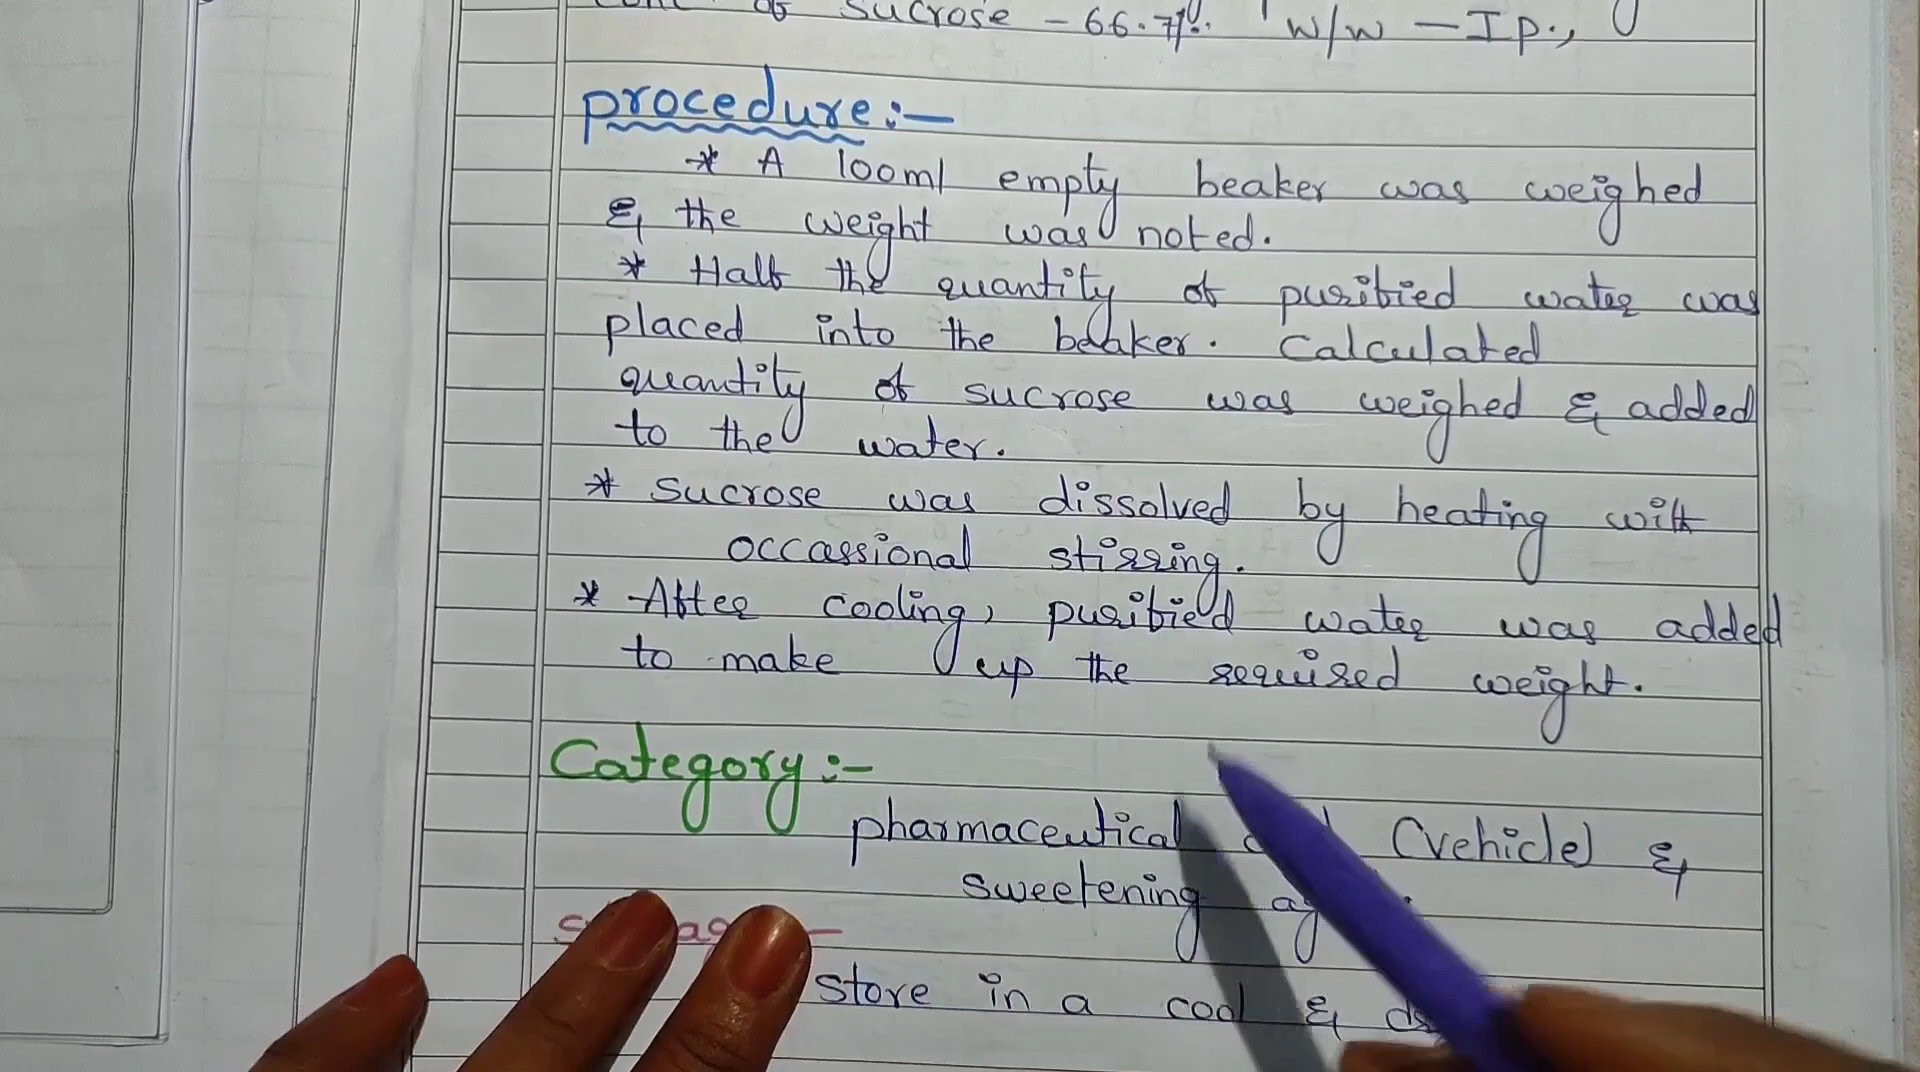 of sucrose - 66.7%. w/w - I p.,
procedure:-
* A 100ml empty beaker was weighed
& the weight was noted.
* Half the quantity of purified water was
placed into the beaker. Calculated
quantity of sucrose was weighed & added
to the water.
* sucrose was dissolved by heating with
occassional stirring.
* After cooling, purified water was added
to make up the required weight.
Category:-
pharmaceutical (vehicle) &
sweetening
store in a cool &